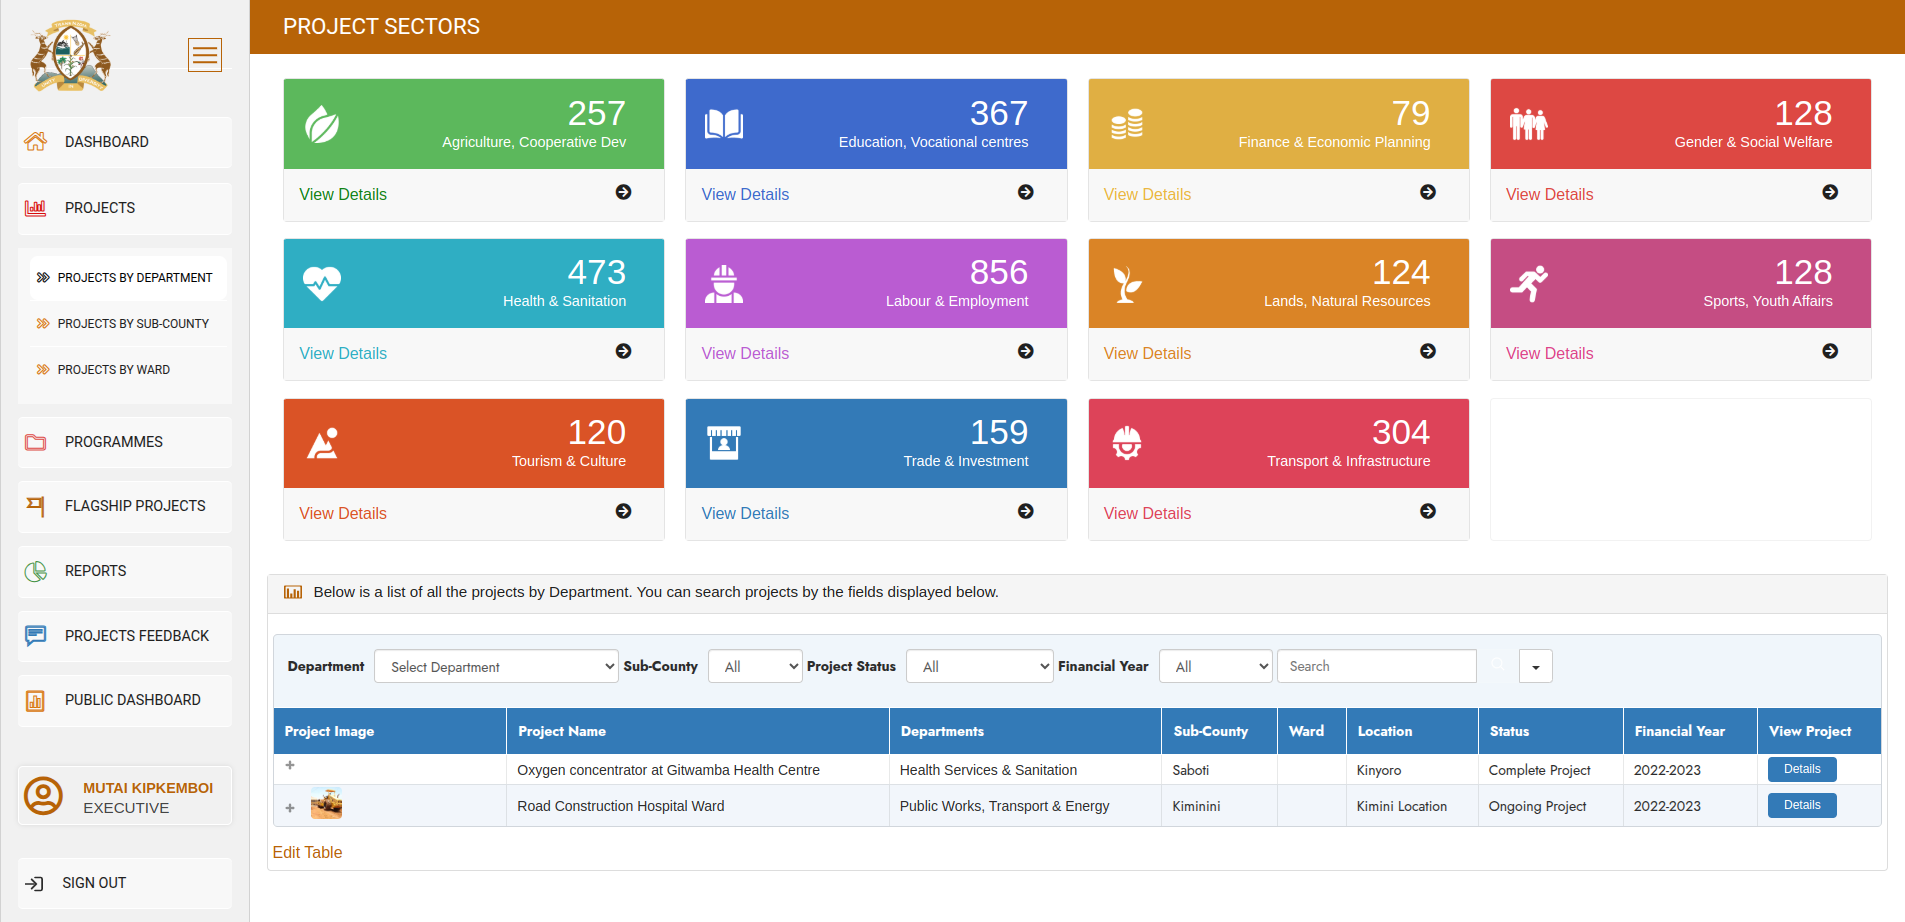 PROJECT SECTORS
DASHBOARD
PROJECTS
PROJECTS BY DEPARTMENT
PROJECTS BY SUB-COUNTY
PROJECTS BY WARD
PROGRAMMES
FLAGSHIP PROJECTS
REPORTS
PROJECTS FEEDBACK
PUBLIC DASHBOARD
MUTAI KIPKEMBOI
EXECUTIVE
SIGN OUT
257
Agriculture, Cooperative Dev
View Details
367
Education, Vocational centres
View Details
79
Finance & Economic Planning
View Details
128
Gender & Social Welfare
View Details
473
Health & Sanitation
View Details
856
Labour & Employment
View Details
124
Lands, Natural Resources
View Details
128
Sports, Youth Affairs
View Details
120
Tourism & Culture
View Details
159
Trade & Investment
View Details
304
Transport & Infrastructure
View Details
Below is a list of all the projects by Department. You can search projects by the fields displayed below.
Department Select Department Sub-County All Project Status All Financial Year All Search
Project Image Project Name Departments Sub-County Ward Location Status Financial Year View Project
+ Oxygen concentrator at Gitwamba Health Centre Health Services & Sanitation Saboti Kinyoro Complete Project 2022-2023 Details
+ Road Construction Hospital Ward Public Works, Transport & Energy Kiminini Kimini Location Ongoing Project 2022-2023 Details
Edit Table